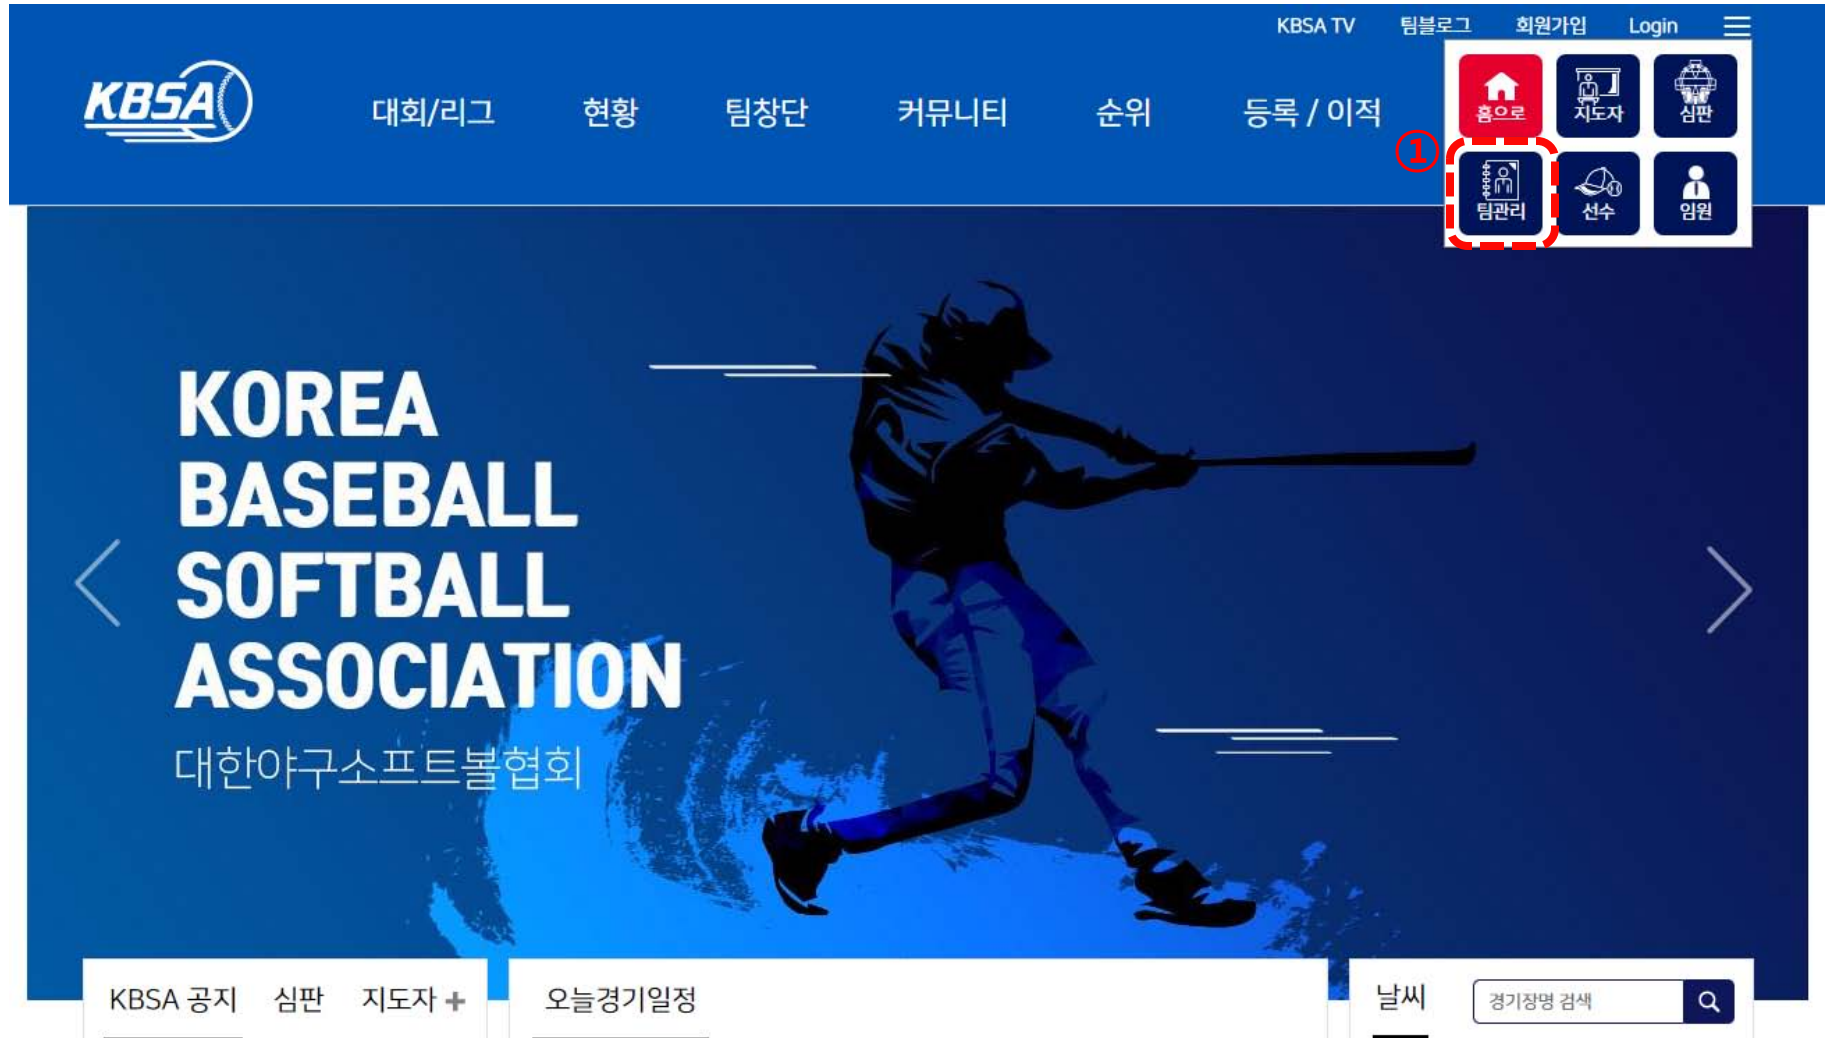 KBSA TV 팀블로그 회원가입 Login
KBSA
대회/리그 현황 팀창단 커뮤니티 순위 등록 / 이적
홈으로 지도자 심판
①
팀관리 선수 임원
KOREA
BASEBALL
SOFTBALL
ASSOCIATION
대한야구소프트볼협회
KBSA 공지 심판 지도자 +
오늘경기일정
날씨 경기장명 검색